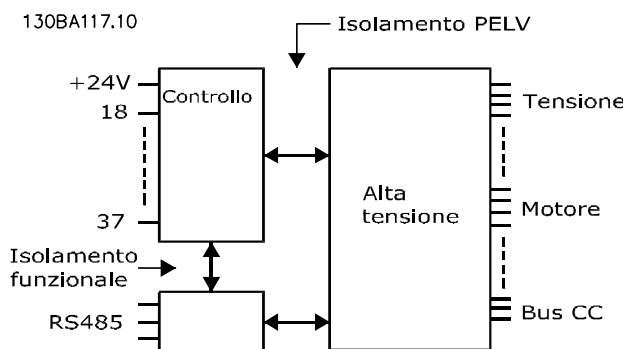 130BA117.10
Isolamento PELV
+24V
Controllo
18
37
Alta
tensione
Tensione
Motore
Isolamento
funzionale
RS485
Bus CC